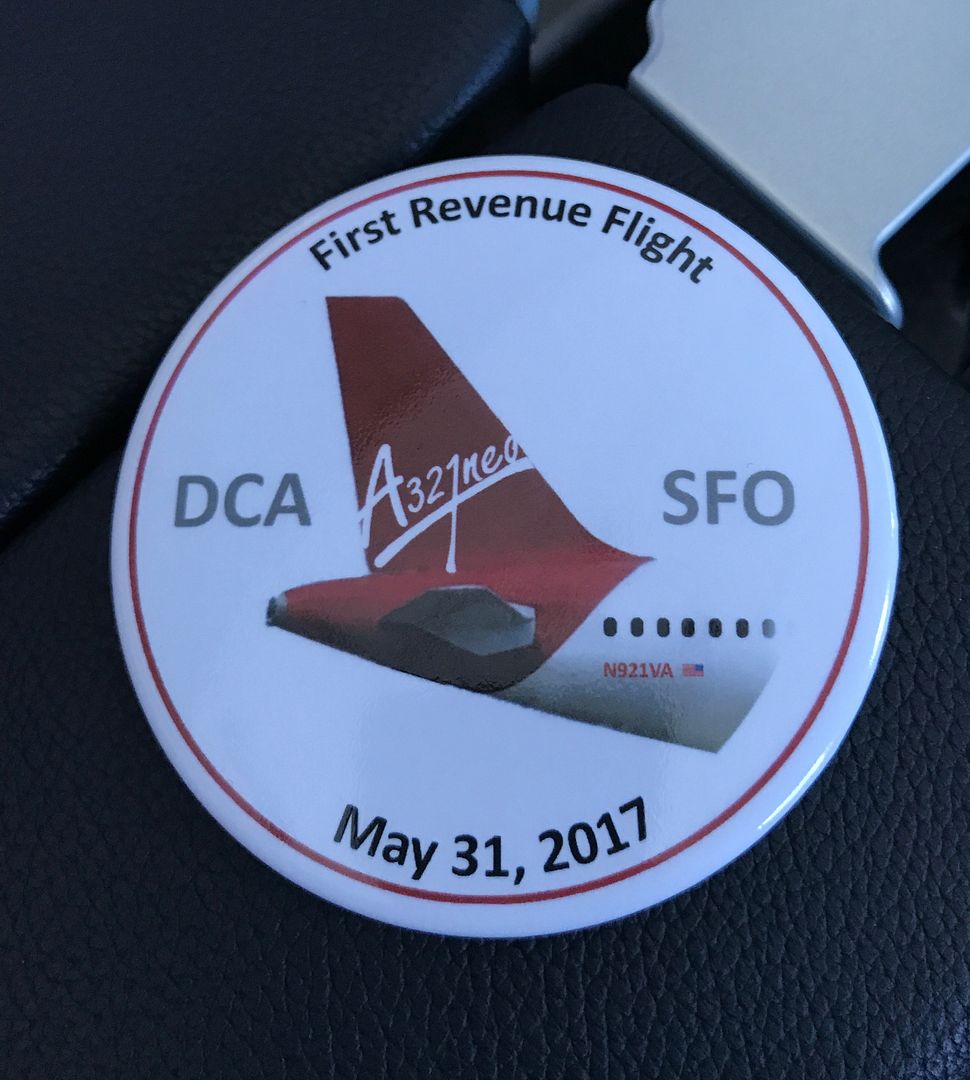 First Revenue Flight
A321neo
DCA
SFO
N921VA
May 31, 2017